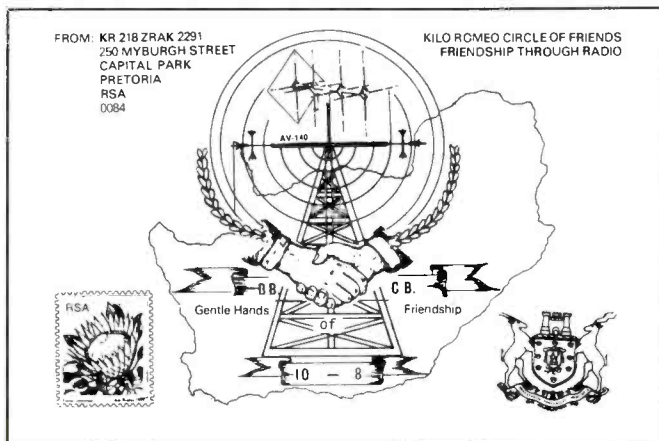 FROM: KR 218 ZRAK 2291
250 MYBURGH STREET
CAPITAL PARK
PRETORIA
RSA
0084
KILO ROMEO CIRCLE OF FRIENDS
FRIENDSHIP THROUGH RADIO
AV-140
B.B. C B.
Gentle Hands of Friendship
10 - 8
RSA